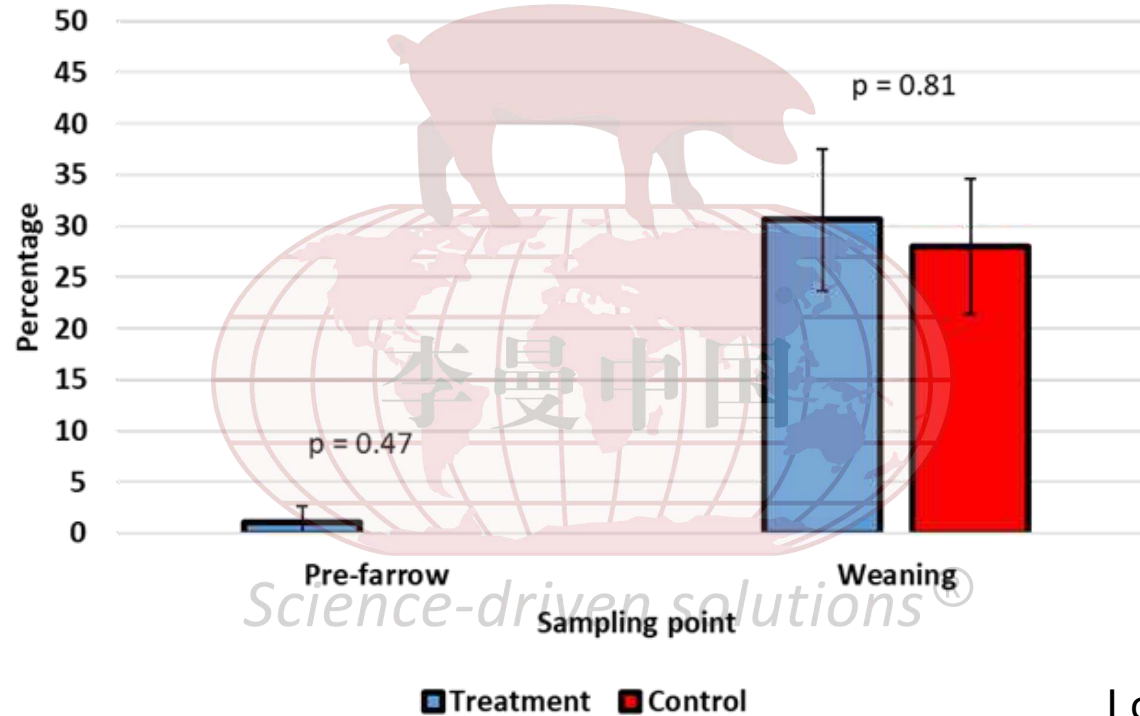 50
45
p = 0.81
40
35
30
25
20
15
10
5
0
Percentage
李曼中国
p = 0.47
Pre-farrow
Weaning
Science-driven solutions®
Sampling point
Treatment
Control